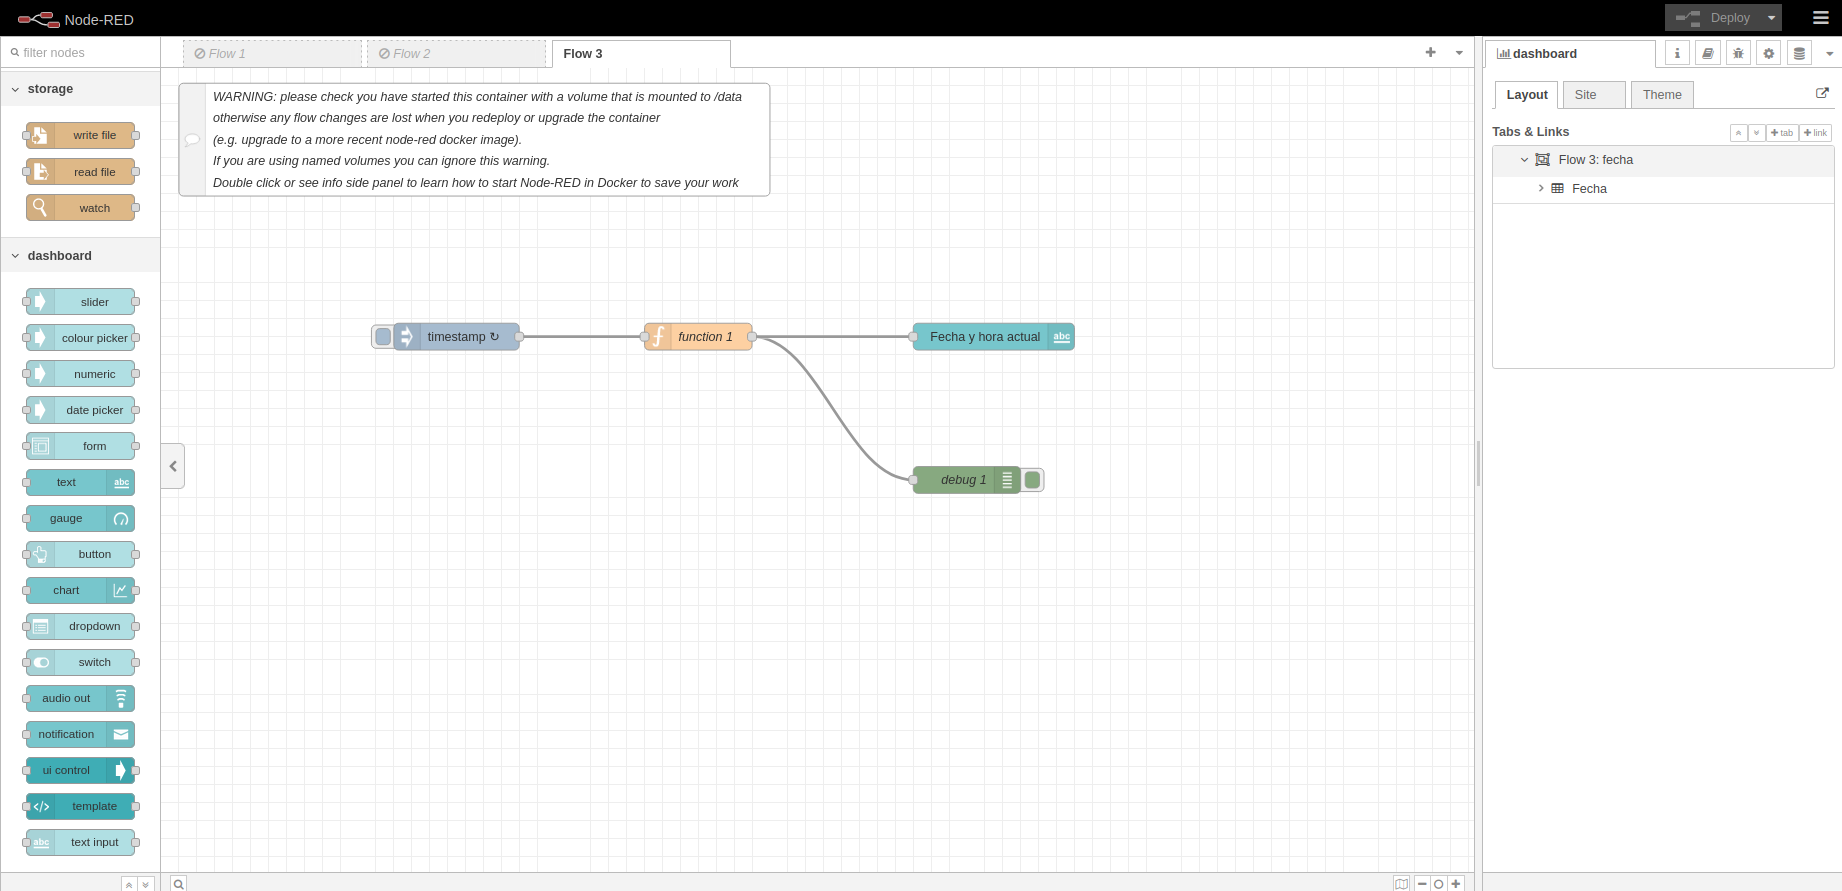 Node-RED
Deploy
filter nodes
Flow 1
Flow 2
Flow 3
dashboard
i
storage
write file
read file
watch
dashboard
slider
colour picker
numeric
date picker
form
text
abc
gauge
button
chart
dropdown
switch
audio out
notification
ui control
template
</>
text input
abc
WARNING: please check you have started this container with a volume that is mounted to /data
otherwise any flow changes are lost when you redeploy or upgrade the container
(e.g. upgrade to a more recent node-red docker image).
If you are using named volumes you can ignore this warning.
Double click or see info side panel to learn how to start Node-RED in Docker to save your work
timestamp ↻
f
function 1
Fecha y hora actual
abc
debug 1
Layout
Site
Theme
Tabs & Links
+ tab
+ link
Flow 3: fecha
Fecha